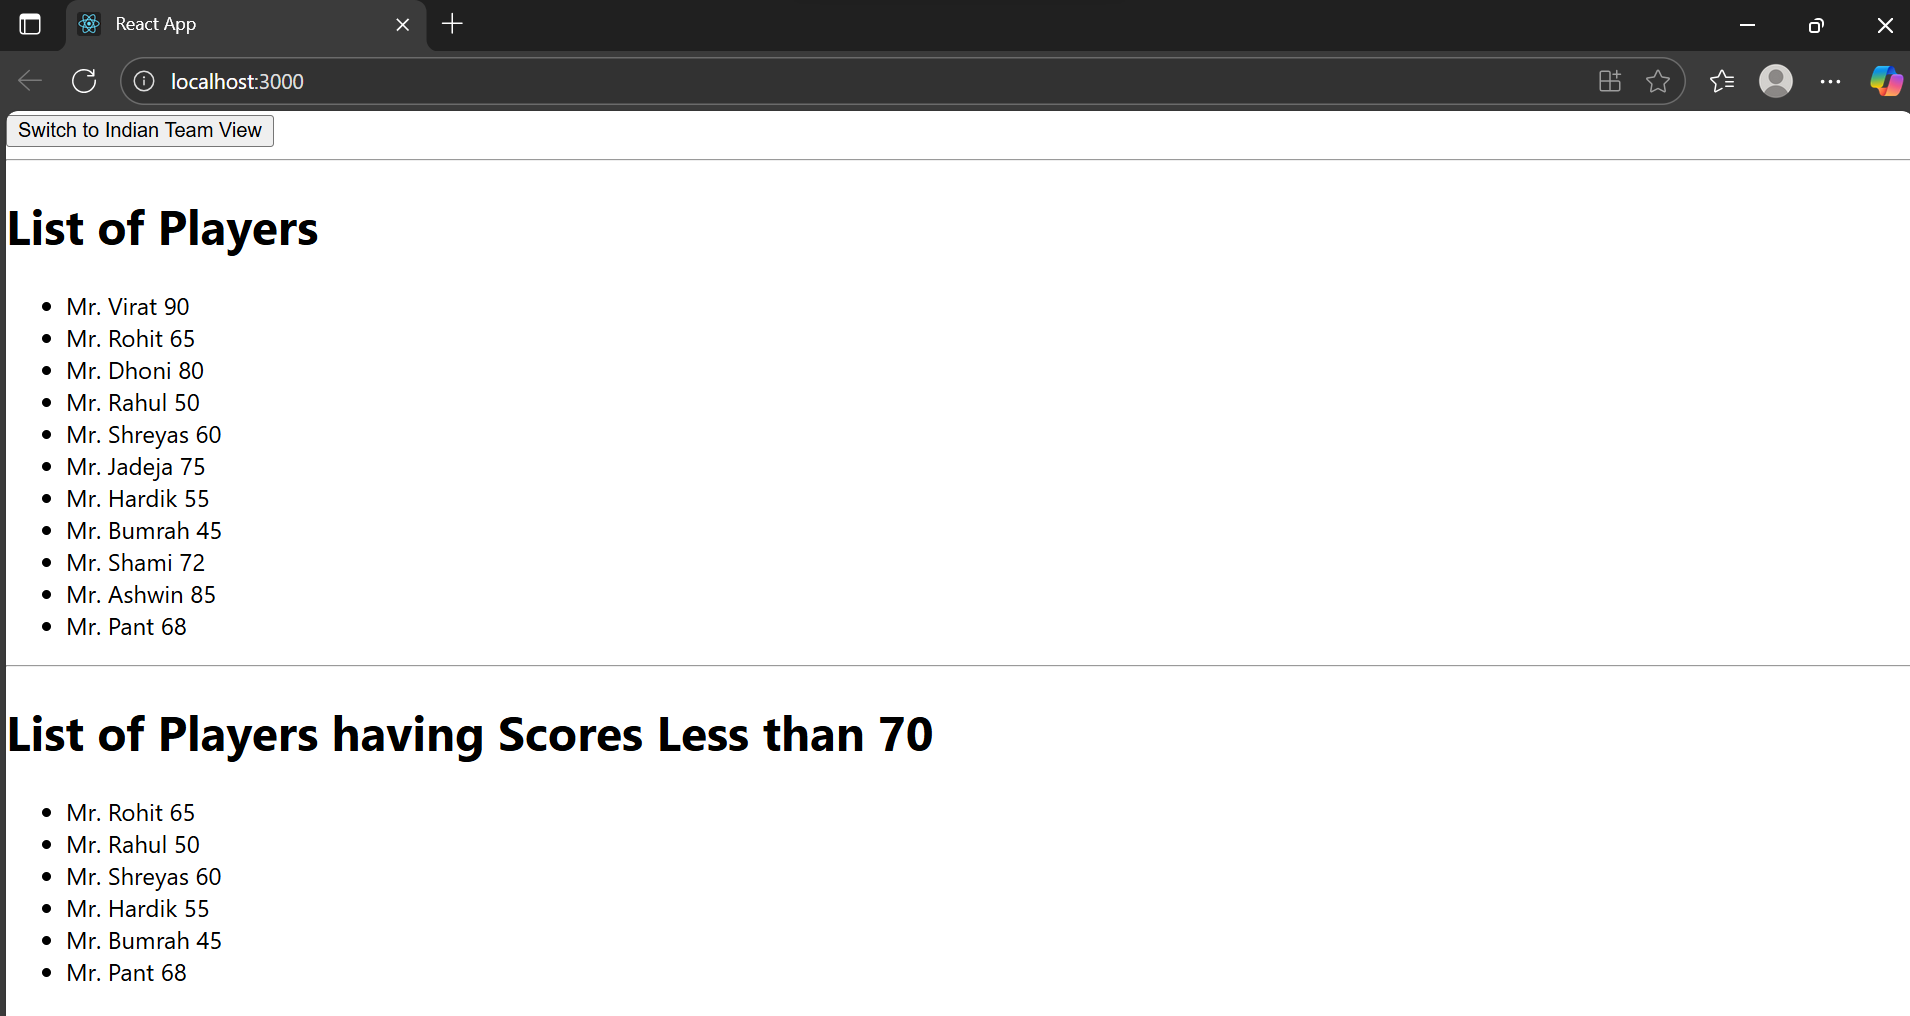 React App
localhost:3000
Switch to Indian Team View
List of Players
Mr. Virat 90
Mr. Rohit 65
Mr. Dhoni 80
Mr. Rahul 50
Mr. Shreyas 60
Mr. Jadeja 75
Mr. Hardik 55
Mr. Bumrah 45
Mr. Shami 72
Mr. Ashwin 85
Mr. Pant 68
List of Players having Scores Less than 70
Mr. Rohit 65
Mr. Rahul 50
Mr. Shreyas 60
Mr. Hardik 55
Mr. Bumrah 45
Mr. Pant 68